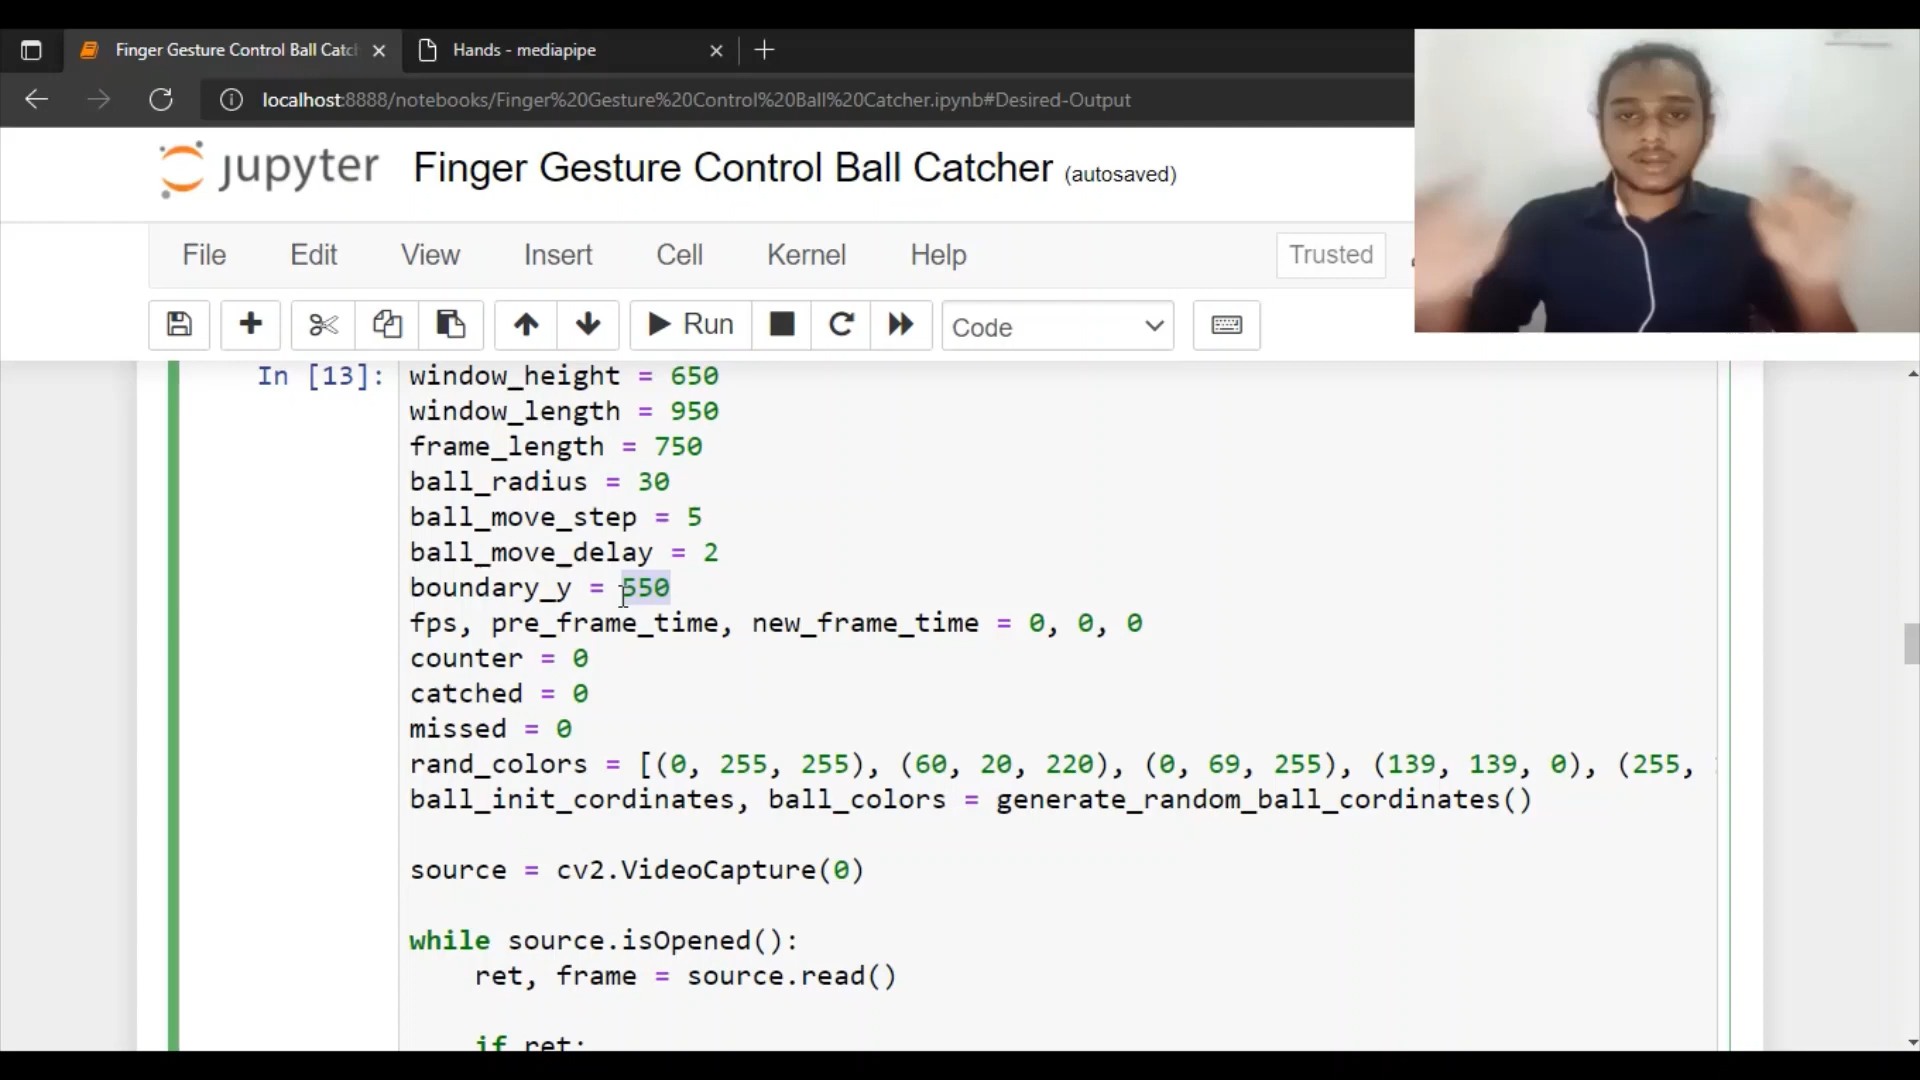 Finger Gesture Control Ball Catc
Hands - mediapipe
localhost:8888/notebooks/Finger%20Gesture%20Control%20Ball%20Catcher.ipynb#Desired-Output
jupyter Finger Gesture Control Ball Catcher (autosaved)
File Edit View Insert Cell Kernel Help Trusted
Run Code
In [13]: window_height = 650
window_length = 950
frame_length = 750
ball_radius = 30
ball_move_step = 5
ball_move_delay = 2
boundary_y = 550
fps, pre_frame_time, new_frame_time = 0, 0, 0
counter = 0
catched = 0
missed = 0
rand_colors = [(0, 255, 255), (60, 20, 220), (0, 69, 255), (139, 139, 0), (255,
ball_init_cordinates, ball_colors = generate_random_ball_cordinates()
source = cv2.VideoCapture(0)
while source.isOpened():
ret, frame = source.read()
if ret: